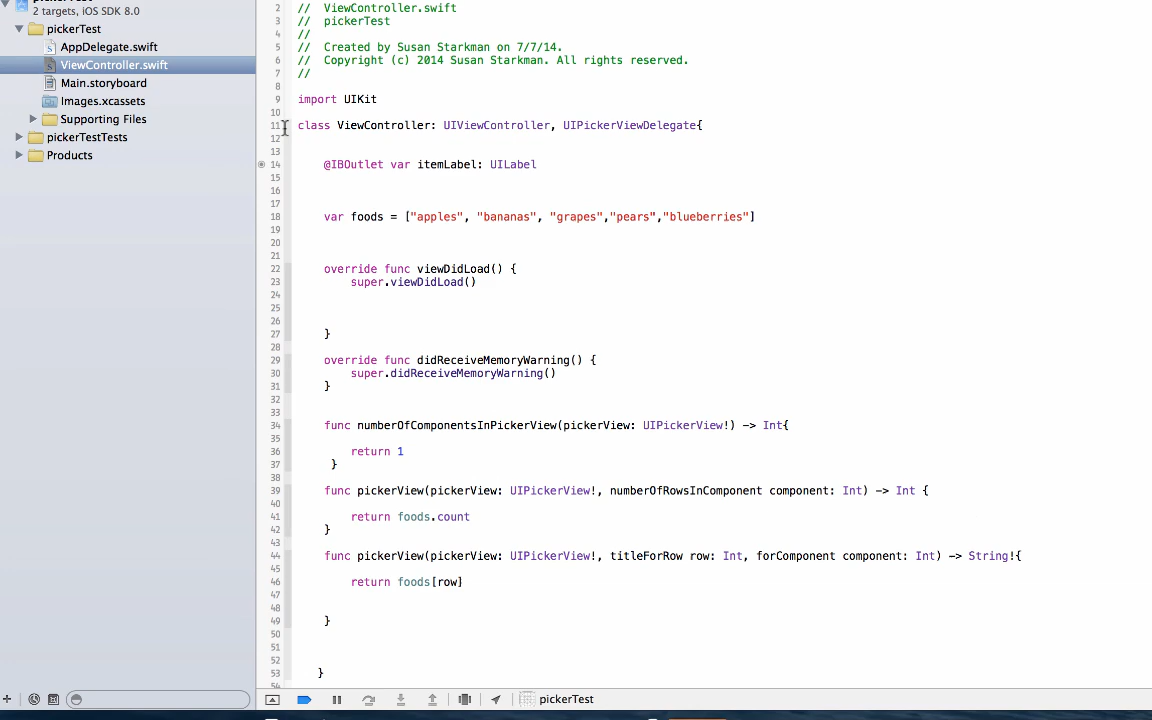 2 targets, iOS SDK 8.0
pickerTest
AppDelegate.swift
ViewController.swift
Main.storyboard
Images.xcassets
Supporting Files
pickerTestTests
Products
2 // ViewController.swift
3 // pickerTest
4 //
5 // Created by Susan Starkman on 7/7/14.
6 // Copyright (c) 2014 Susan Starkman. All rights reserved.
7 //
8
9 import UIKit
10
11 class ViewController: UIViewController, UIPickerViewDelegate{
12
13
14 @IBOutlet var itemLabel: UILabel
15
16
17
18 var foods = ["apples", "bananas", "grapes","pears","blueberries"]
19
20
21
22 override func viewDidLoad() {
23 super.viewDidLoad()
24
25
26
27 }
28
29 override func didReceiveMemoryWarning() {
30 super.didReceiveMemoryWarning()
31 }
32
33
34 func numberOfComponentsInPickerView(pickerView: UIPickerView!) -> Int{
35
36 return 1
37 }
38
39 func pickerView(pickerView: UIPickerView!, numberOfRowsInComponent component: Int) -> Int {
40
41 return foods.count
42 }
43
44 func pickerView(pickerView: UIPickerView!, titleForRow row: Int, forComponent component: Int) -> String!{
45
46 return foods[row]
47
48
49 }
50
51
52
53 }
54
pickerTest